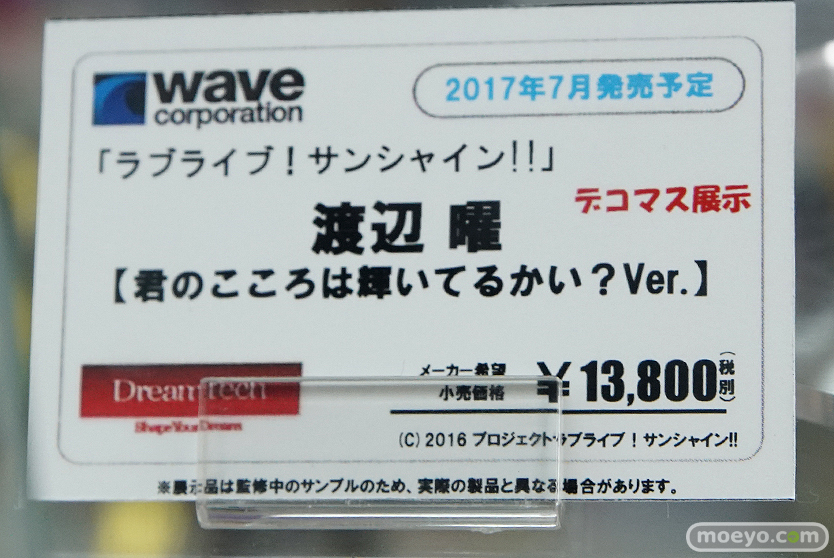 wave
corporation
2017年7月発売予定
「ラブライブ！サンシャイン!!」
デコマス展示
渡辺 曜
【君のこころは輝いてるかい？Ver.】
DreamTech
Shape Your Dreams
メーカー希望
小売価格
¥13,800(税別)
(C) 2016 プロジェクトラブライブ！サンシャイン!!
※展示品は監修中のサンプルのため、実際の製品と異なる場合があります。
moeyo.com